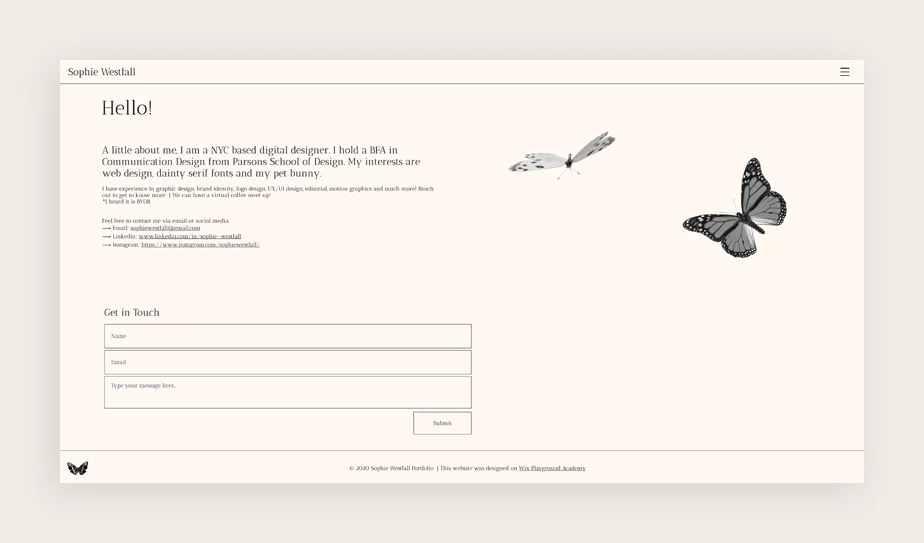 Sophie Westfall
Hello!
A little about me, I am a NYC based digital designer. I hold a BFA in
Communication Design from Parsons School of Design. My interests are
web design, dainty serif fonts and my pet bunny.
I have experience in graphic design, brand identity, logo design, UX/UI design, editorial, motion graphics and much more! Reach
out to get to know more :) We can have a virtual coffee meet up!
*I heard it is BYOB
Feel free to contact me via email or social media:
⟶ Email: sophiewestfall@gmail.com
⟶ Linkedin: www.linkedin.com/in/sophie-westfall
⟶ Instagram: https://www.instagram.com/sophiewestfall/
Get in Touch
Name
Email
Type your message here...
Submit
© 2020 Sophie Westfall Portfolio | This website was designed on Wix Playground Academy.